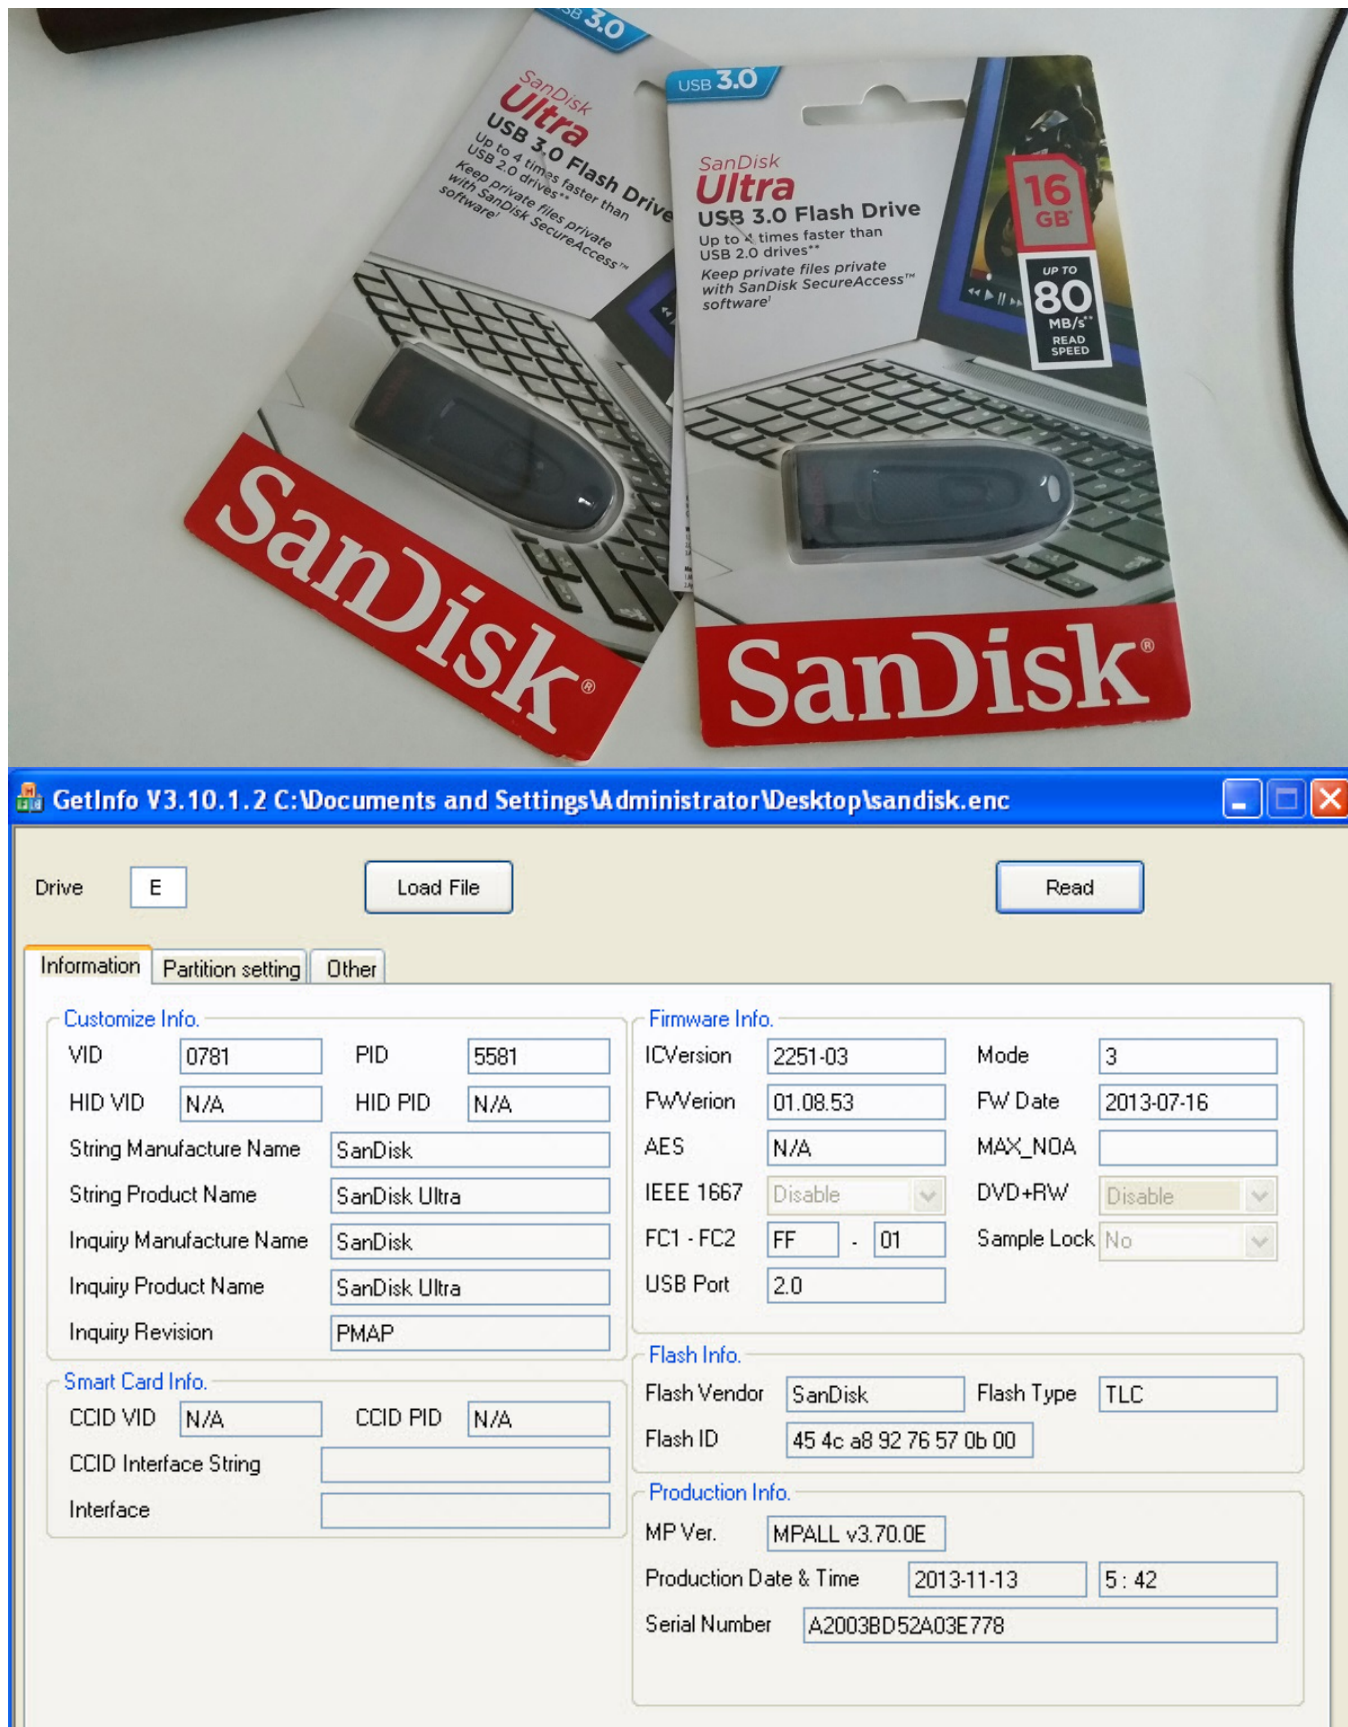 USB 3.0
SanDisk
Ultra
USB 3.0 Flash Drive
Up to 4 times faster than
USB 2.0 drives**
Keep private files private
with SanDisk SecureAccess™
software¹
SanDisk®
USB 3.0
SanDisk
Ultra
USB 3.0 Flash Drive
Up to 4 times faster than
USB 2.0 drives**
Keep private files private
with SanDisk SecureAccess™
software¹
16
GB*
UP TO
80
MB/s**
READ
SPEED
SanDisk®
GetInfo V3.10.1.2 C:\Documents and Settings\Administrator\Desktop\sandisk.enc
Drive E Load File Read
Information Partition setting Other
Customize Info.
VID 0781 PID 5581
HID VID N/A HID PID N/A
String Manufacture Name SanDisk
String Product Name SanDisk Ultra
Inquiry Manufacture Name SanDisk
Inquiry Product Name SanDisk Ultra
Inquiry Revision PMAP
Smart Card Info.
CCID VID N/A CCID PID N/A
CCID Interface String
Interface
Firmware Info.
ICVersion 2251-03 Mode 3
FWVerion 01.08.53 FW Date 2013-07-16
AES N/A MAX_NOA
IEEE 1667 Disable DVD+RW Disable
FC1 - FC2 FF - 01 Sample Lock No
USB Port 2.0
Flash Info.
Flash Vendor SanDisk Flash Type TLC
Flash ID 45 4c a8 92 76 57 0b 00
Production Info.
MP Ver. MPALL v3.70.0E
Production Date & Time 2013-11-13 5 : 42
Serial Number A2003BD52A03E778